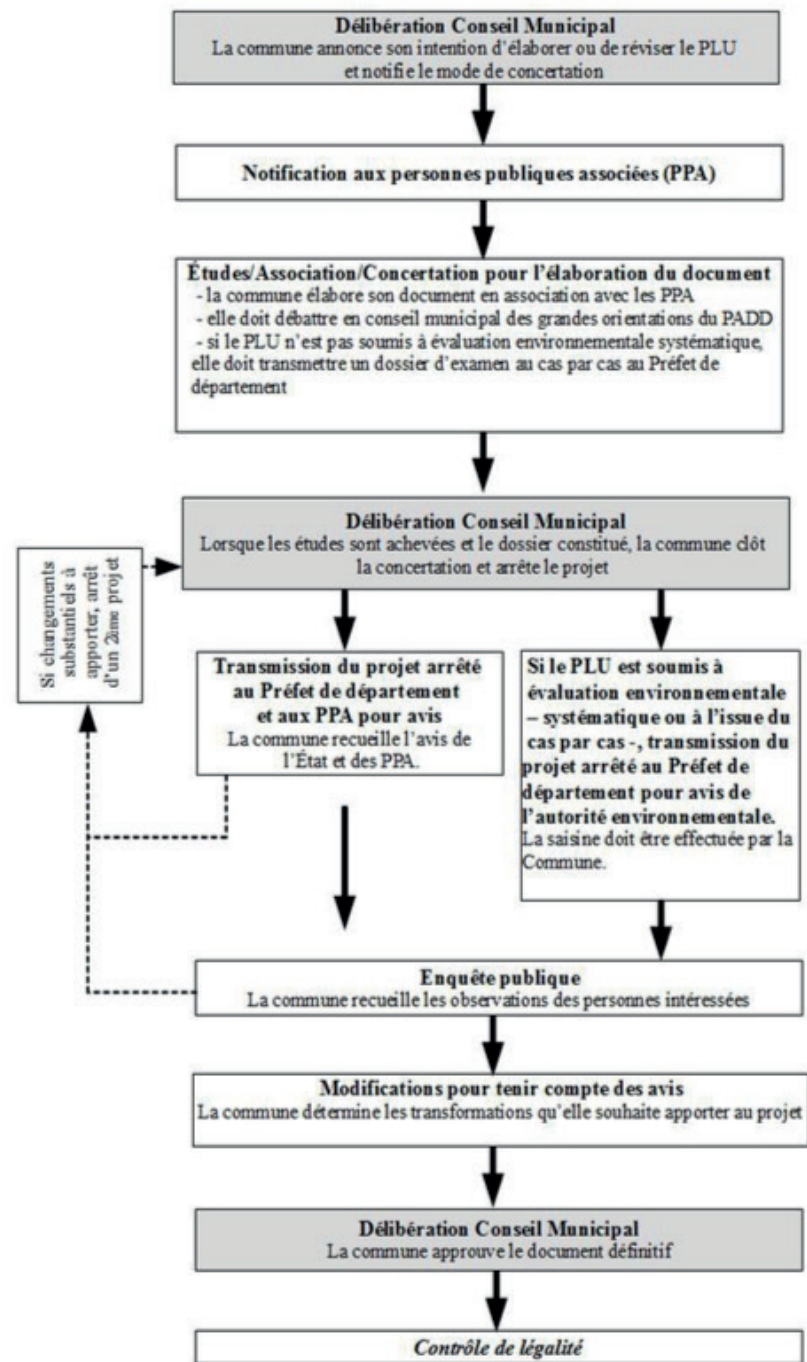 Délibération Conseil Municipal
La commune annonce son intention d'élaborer ou de réviser le PLU
et notifie le mode de concertation
Notification aux personnes publiques associées (PPA)
Études/Association/Concertation pour l'élaboration du document
- la commune élabore son document en association avec les PPA
- elle doit débattre en conseil municipal des grandes orientations du PADD
- si le PLU n'est pas soumis à évaluation environnementale systématique,
elle doit transmettre un dossier d'examen au cas par cas au Préfet de
département
Délibération Conseil Municipal
Lorsque les études sont achevées et le dossier constitué, la commune clôt
la concertation et arrête le projet
Si changements
substantiels à
apporter, arrêt
d'un 2ème projet
Transmission du projet arrêté
au Préfet de département
et aux PPA pour avis
La commune recueille l'avis de
l'État et des PPA.
Si le PLU est soumis à
évaluation environnementale
– systématique ou à l'issue du
cas par cas -, transmission du
projet arrêté au Préfet de
département pour avis de
l'autorité environnementale.
La saisine doit être effectuée par la
Commune.
Enquête publique
La commune recueille les observations des personnes intéressées
Modifications pour tenir compte des avis
La commune détermine les transformations qu'elle souhaite apporter au projet
Délibération Conseil Municipal
La commune approuve le document définitif
Contrôle de légalité